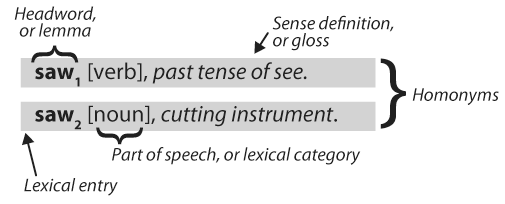 Headword,
or lemma
Sense definition,
or gloss
saw₁ [verb], past tense of see.
saw₂ [noun], cutting instrument.
Homonyms
Part of speech, or lexical category
Lexical entry